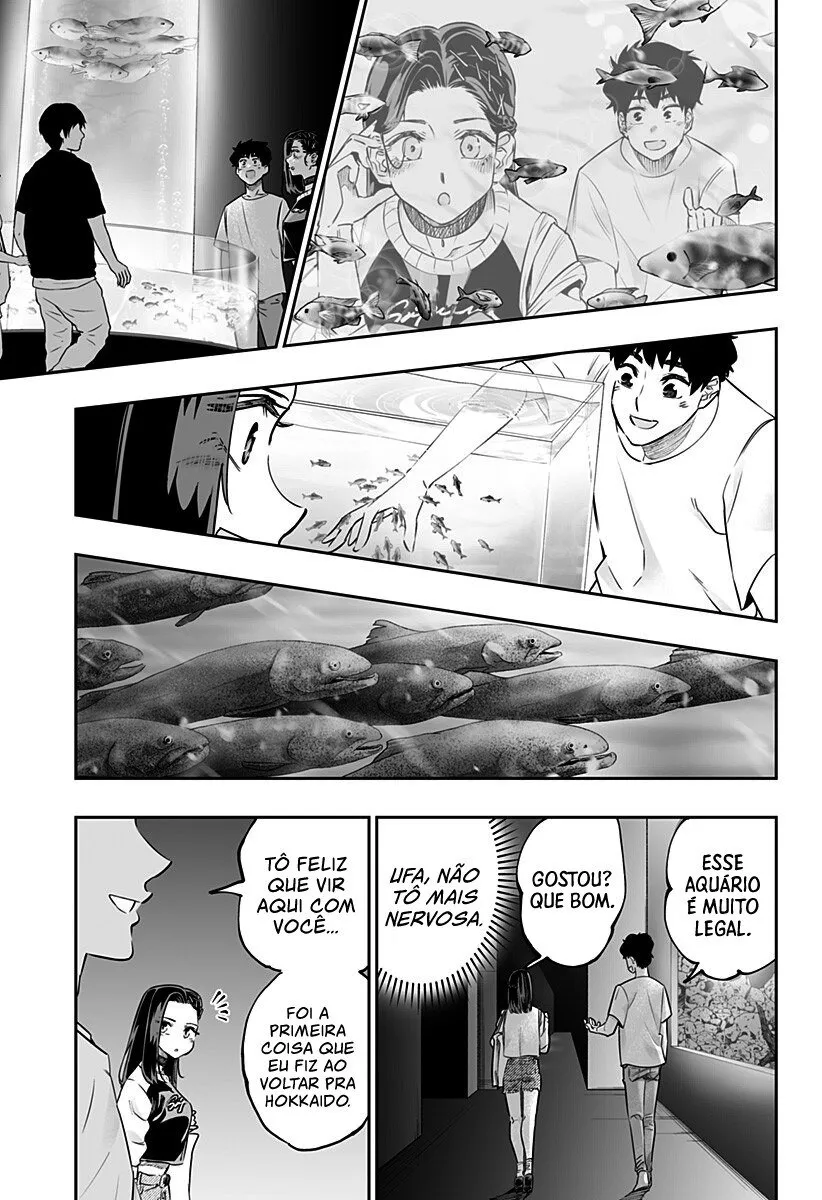 ESSE
AQUÁRIO
É MUITO
LEGAL.
GOSTOU?
QUE BOM.
UFA, NÃO
TÔ MAIS
NERVOSA.
TÔ FELIZ
QUE VIR
AQUI COM
VOCÊ...
FOI A
PRIMEIRA
COISA QUE
EU FIZ AO
VOLTAR PRA
HOKKAIDO.